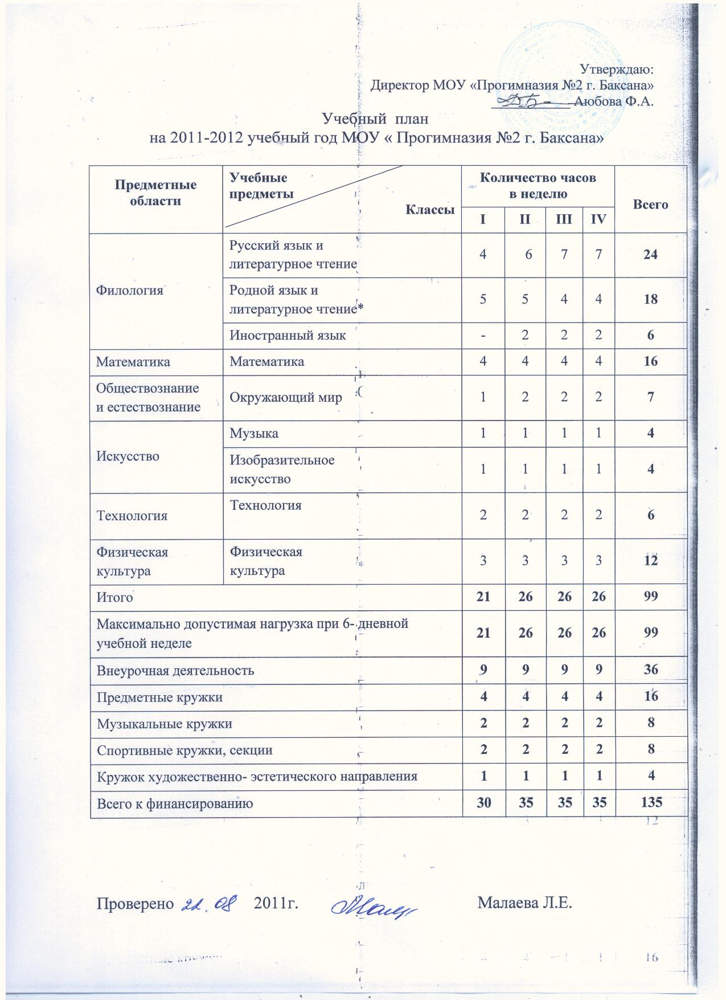 Утверждаю:
Директор МОУ «Прогимназия №2 г. Баксана»
Аюбова Ф.А.
Учебный план
на 2011-2012 учебный год МОУ « Прогимназия №2 г. Баксана»
Предметные области Учебные предметы Классы Количество часов в неделю Всего
I II III IV
Филология Русский язык и литературное чтение 4 6 7 7 24
Родной язык и литературное чтение* 5 5 4 4 18
Иностранный язык - 2 2 2 6
Математика Математика 4 4 4 4 16
Обществознание и естествознание Окружающий мир 1 2 2 2 7
Искусство Музыка 1 1 1 1 4
Изобразительное искусство 1 1 1 1 4
Технология Технология 2 2 2 2 6
Физическая культура Физическая культура 3 3 3 3 12
Итого 21 26 26 26 99
Максимально допустимая нагрузка при 6- дневной учебной неделе 21 26 26 26 99
Внеурочная деятельность 9 9 9 9 36
Предметные кружки 4 4 4 4 16
Музыкальные кружки 2 2 2 2 8
Спортивные кружки, секции 2 2 2 2 8
Кружок художественно- эстетического направления 1 1 1 1 4
Всего к финансированию 30 35 35 35 135
12
Проверено 22.08 2011г. Малаева Л.Е.
16